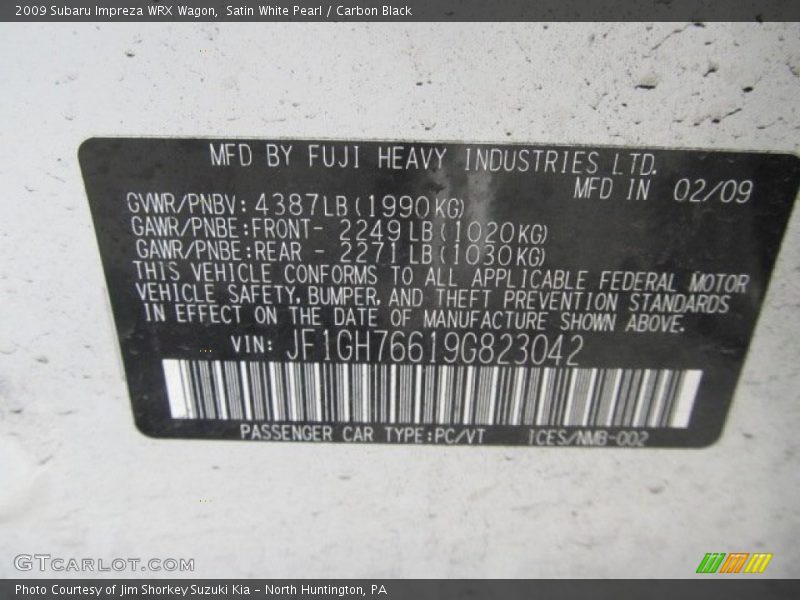 2009 Subaru Impreza WRX Wagon,  Satin White Pearl / Carbon Black
MFD BY FUJI HEAVY INDUSTRIES LTD.
MFD IN 02/09
GVWR/PNBV: 4387LB(1990KG)
GAWR/PNBE:FRONT- 2249LB(1020KG)
GAWR/PNBE:REAR - 2271LB(1030KG)
THIS VEHICLE CONFORMS TO ALL APPLICABLE FEDERAL MOTOR
VEHICLE SAFETY, BUMPER, AND THEFT PREVENTION STANDARDS
IN EFFECT ON THE DATE OF MANUFACTURE SHOWN ABOVE.
VIN: JF1GH76619G823042
PASSENGER CAR TYPE:PC/VT ICES/NMB-002
GTCarLot.com
Photo Courtesy of Jim Shorkey Suzuki Kia – North Huntington, PA